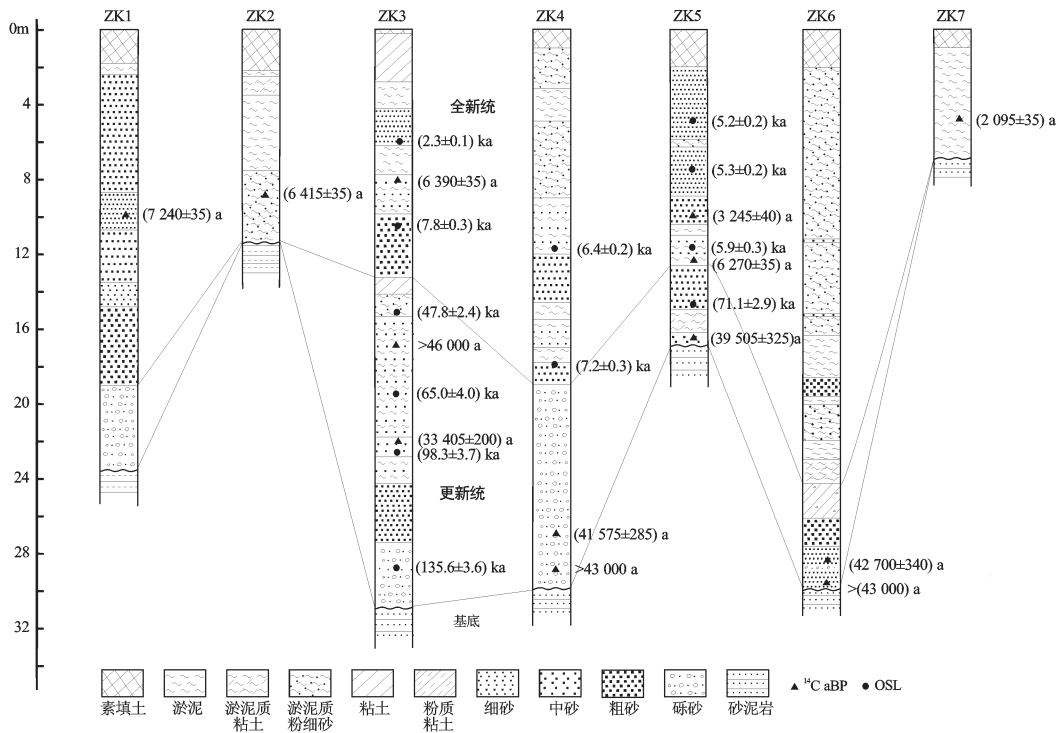 ZK1 ZK2 ZK3 ZK4 ZK5 ZK6 ZK7
0m
4
8
12
16
20
24
28
32
(7 240±35) a
(6 415±35) a
全新统
(2.3±0.1) ka
(6 390±35) a
(7.8±0.3) ka
(47.8±2.4) ka
>46 000 a
(65.0±4.0) ka
(33 405±200) a
(98.3±3.7) ka
更新统
(135.6±3.6) ka
基底
(6.4±0.2) ka
(7.2±0.3) ka
(41 575±285) a
>43 000 a
(5.2±0.2) ka
(5.3±0.2) ka
(3 245±40) a
(5.9±0.3) ka
(6 270±35) a
(71.1±2.9) ka
(39 505±325)a
(42 700±340) a
>(43 000) a
(2 095±35) a
素填土
淤泥
淤泥质
粘土
淤泥质
粉细砂
粘土
粉质
粘土
细砂
中砂
粗砂
砾砂
砂泥岩
▲ ¹⁴C aBP
● OSL